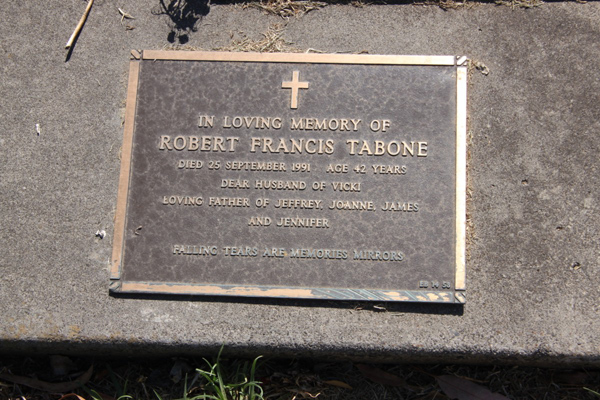 IN LOVING MEMORY OF
ROBERT FRANCIS TABONE
DIED 25 SEPTEMBER 1991 AGE 42 YEARS
DEAR HUSBAND OF VICKI
LOVING FATHER OF JEFFREY, JOANNE, JAMES
AND JENNIFER
FALLING TEARS ARE MEMORIES MIRRORS